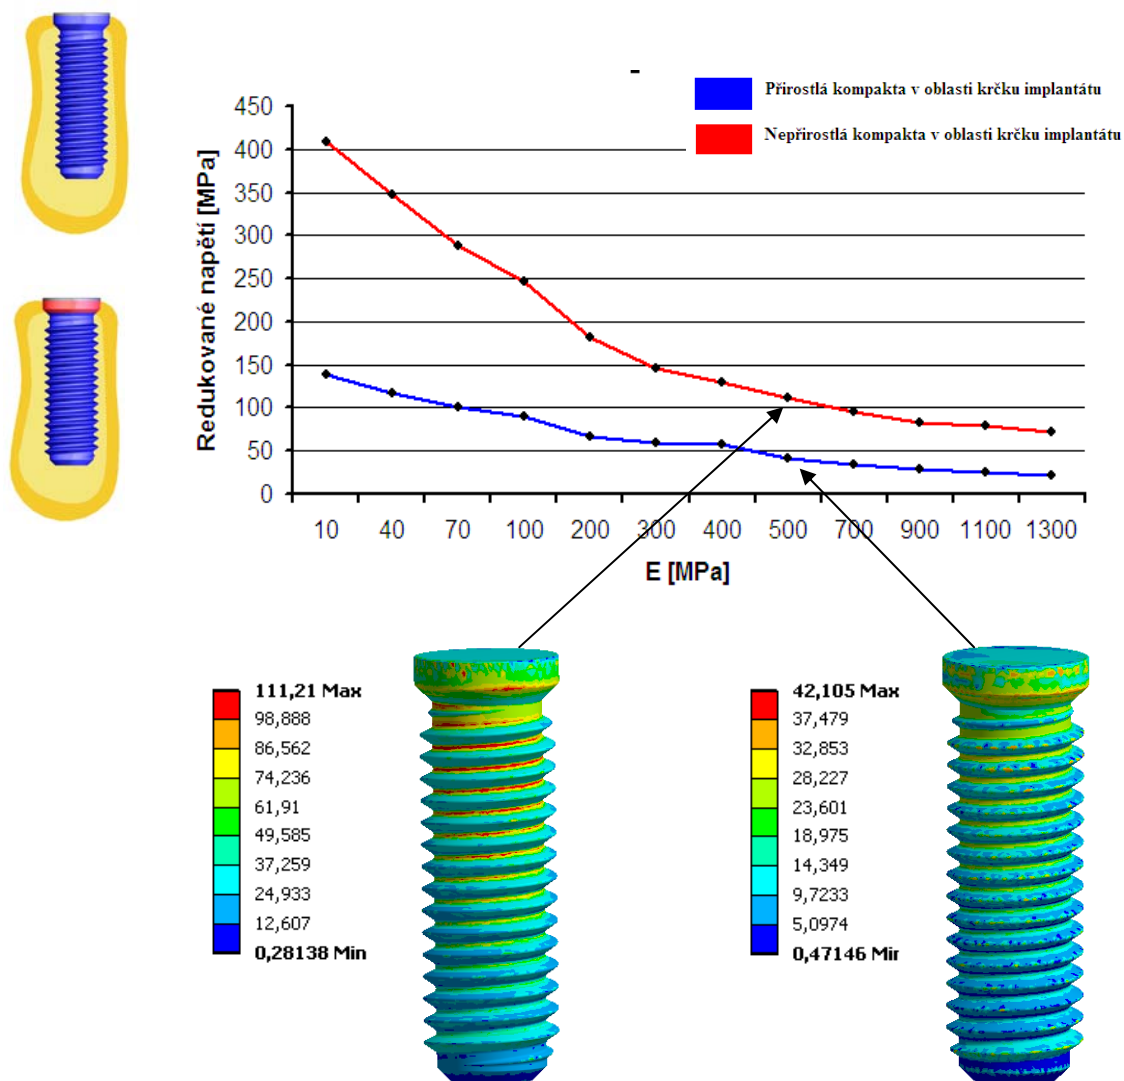 Přirostlá kompakta v oblasti krčku implantátu
Nepřirostlá kompakta v oblasti krčku implantátu
Redukované napětí [MPa]
450
400
350
300
250
200
150
100
50
0
10 40 70 100 200 300 400 500 700 900 1100 1300
E [MPa]
111,21 Max
98,888
86,562
74,236
61,91
49,585
37,259
24,933
12,607
0,28138 Min
42,105 Max
37,479
32,853
28,227
23,601
18,975
14,349
9,7233
5,0974
0,47146 Mir